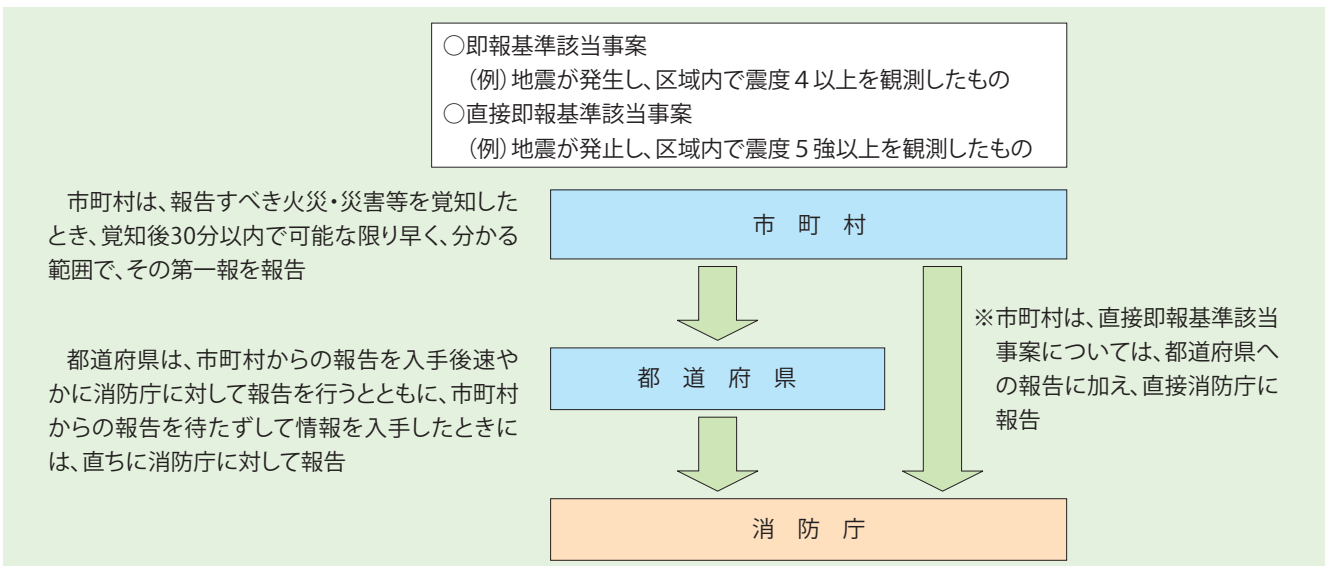 ○即報基準該当事案
（例）地震が発生し、区域内で震度４以上を観測したもの
○直接即報基準該当事案
（例）地震が発止し、区域内で震度５強以上を観測したもの
市町村は、報告すべき火災・災害等を覚知した
とき、覚知後30分以内で可能な限り早く、分かる
範囲で、その第一報を報告
市　町　村
※市町村は、直接即報基準該当
事案については、都道府県へ
の報告に加え、直接消防庁に
報告
都道府県は、市町村からの報告を入手後速や
かに消防庁に対して報告を行うとともに、市町村
からの報告を待たずして情報を入手したときに
は、直ちに消防庁に対して報告
都　道　府　県
消　防　庁